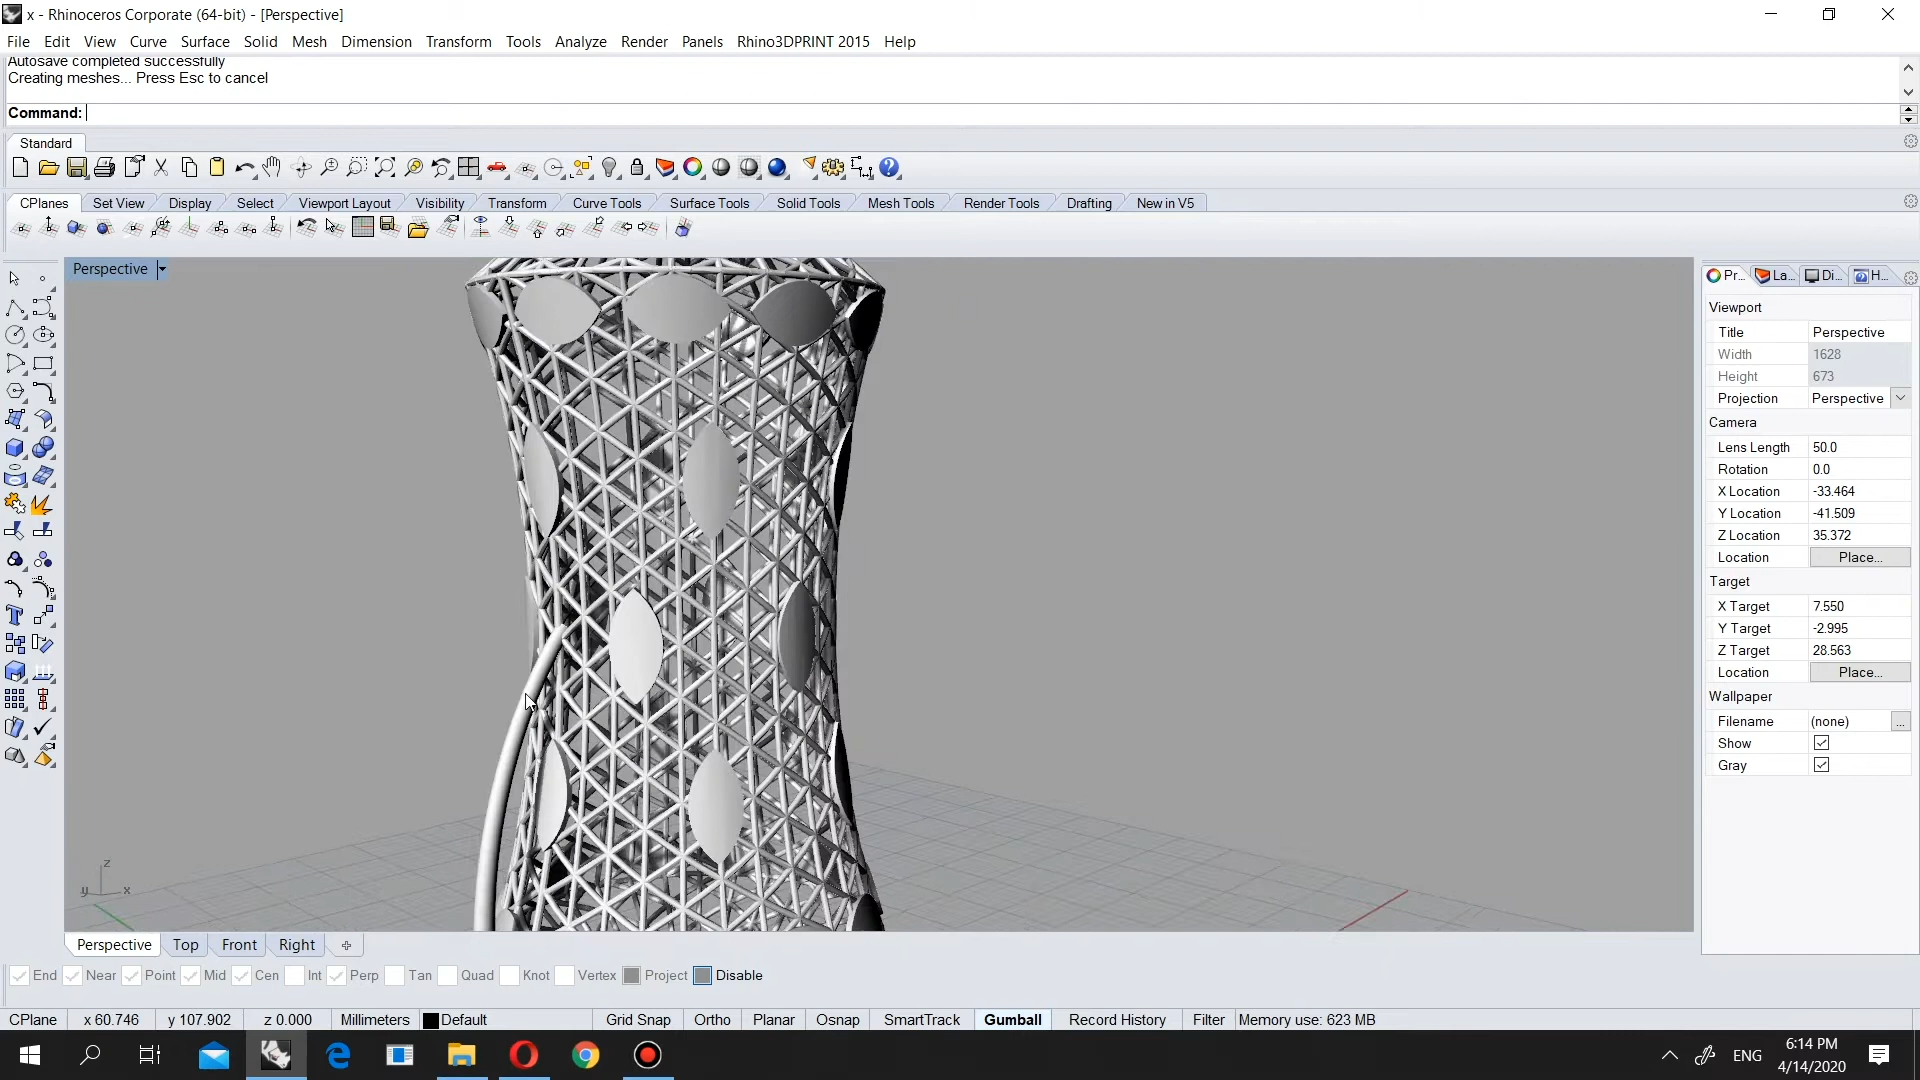 x - Rhinoceros Corporate (64-bit) - [Perspective]
File Edit View Curve Surface Solid Mesh Dimension Transform Tools Analyze Render Panels Rhino3DPRINT 2015 Help
Autosave completed successfully
Creating meshes... Press Esc to cancel
Command:
Standard
CPlanes Set View Display Select Viewport Layout Visibility Transform Curve Tools Surface Tools Solid Tools Mesh Tools Render Tools Drafting New in V5
Perspective
Pr... La... Di... H...
Viewport
Title Perspective
Width 1628
Height 673
Projection Perspective
Camera
Lens Length 50.0
Rotation 0.0
X Location -33.464
Y Location -41.509
Z Location 35.372
Location Place...
Target
X Target 7.550
Y Target -2.995
Z Target 28.563
Location Place...
Wallpaper
Filename (none) ...
Show
Gray
z
y x
Perspective Top Front Right
End Near Point Mid Cen Int Perp Tan Quad Knot Vertex Project Disable
CPlane x 60.746 y 107.902 z 0.000 Millimeters Default Grid Snap Ortho Planar Osnap SmartTrack Gumball Record History Filter Memory use: 623 MB
ENG
6:14 PM
4/14/2020